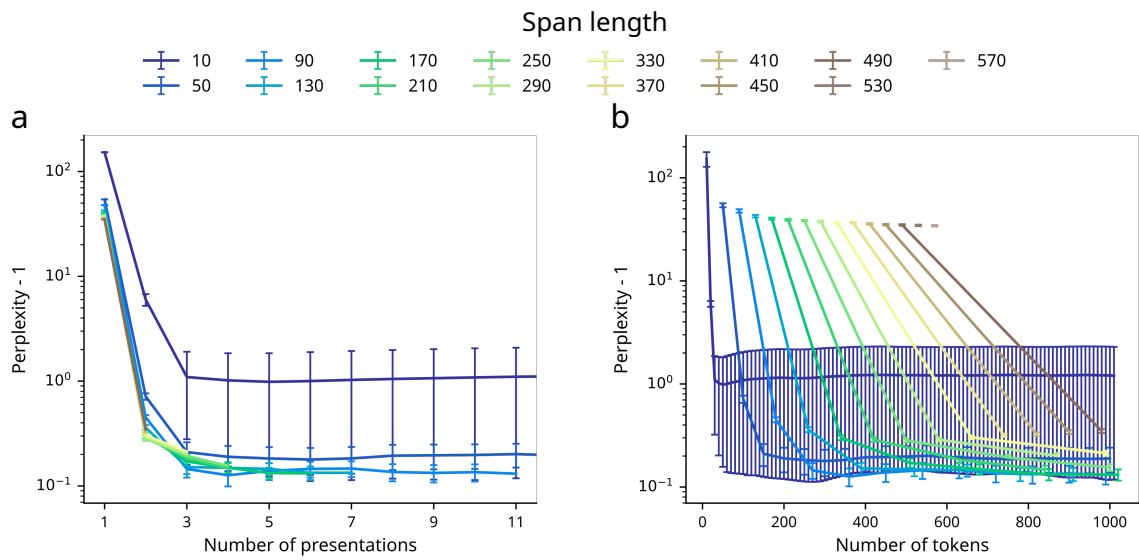 Span length
10 90 170 250 330 410 490 570
50 130 210 290 370 450 530
a
b
Perplexity - 1
10² 10¹ 10⁰ 10⁻¹
1 3 5 7 9 11
Number of presentations
Perplexity - 1
10² 10¹ 10⁰ 10⁻¹
0 200 400 600 800 1000
Number of tokens